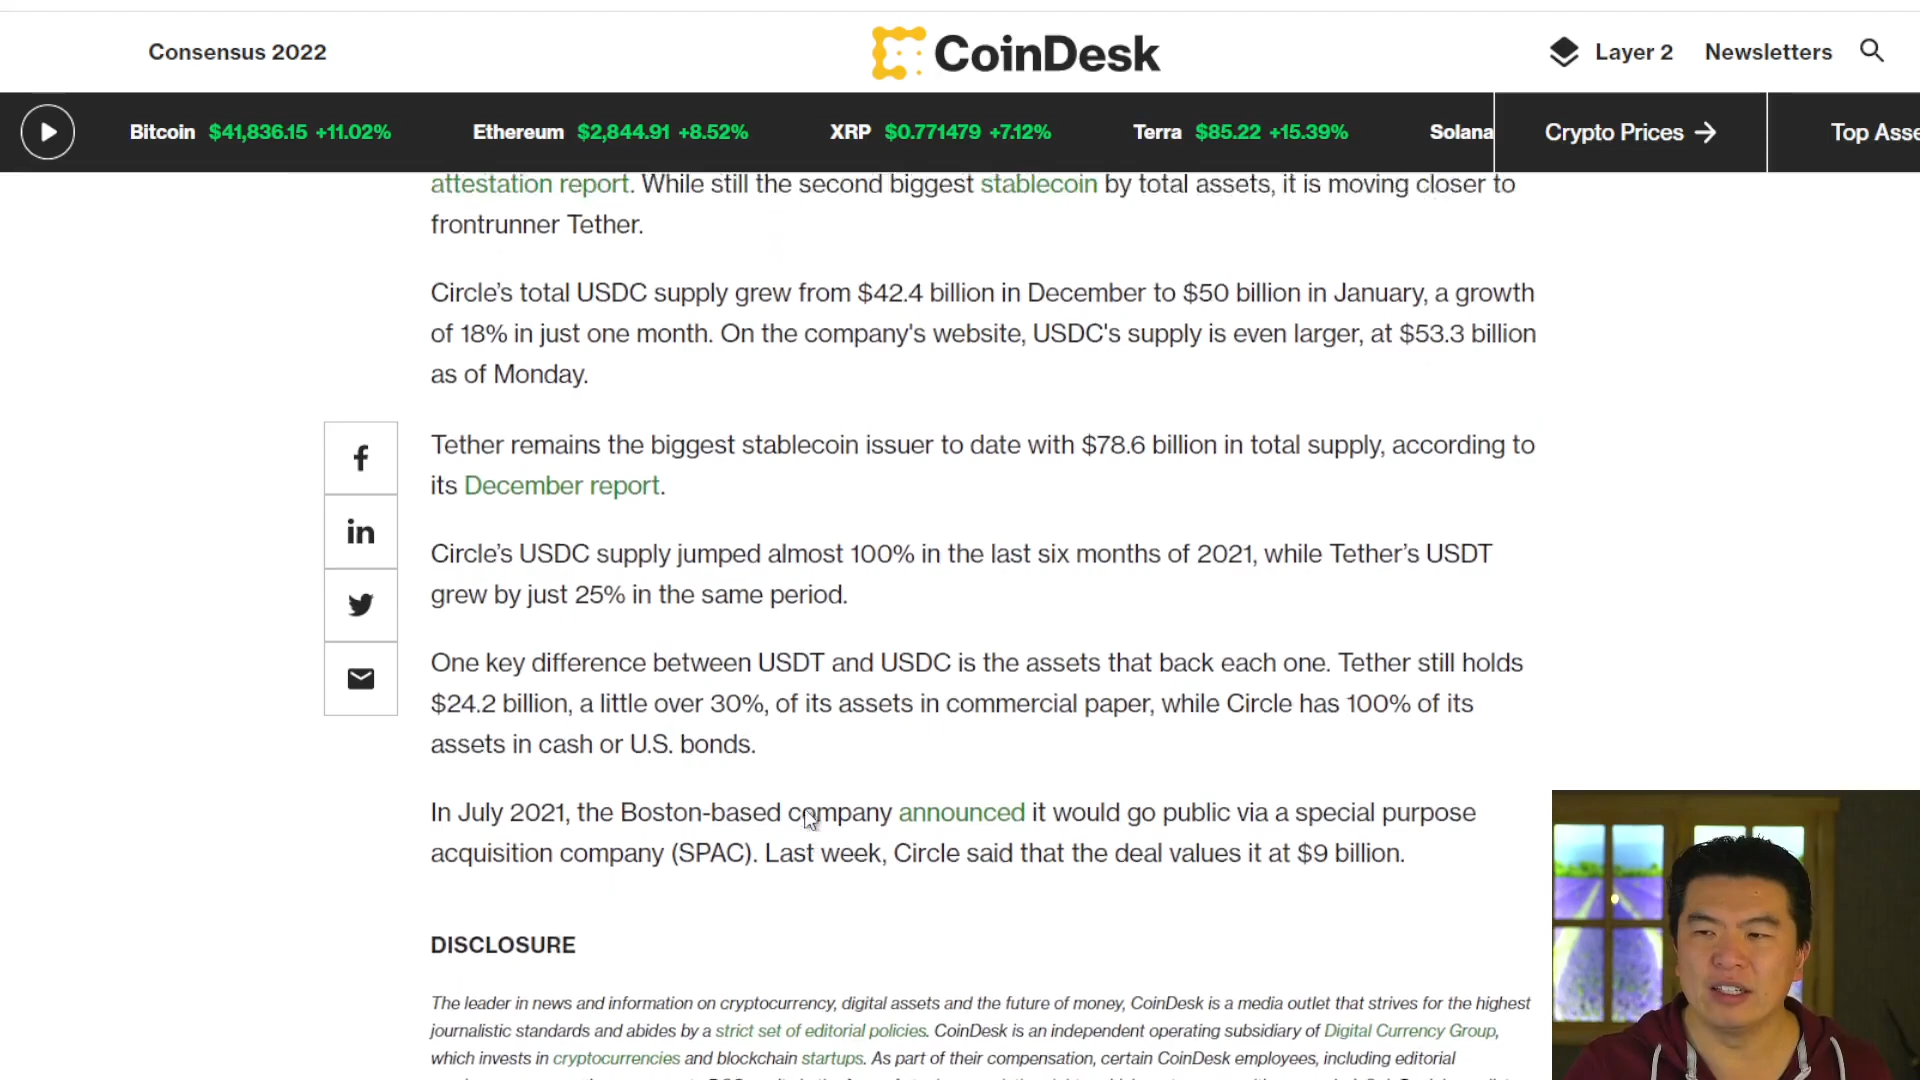 Consensus 2022
CoinDesk
Layer 2 Newsletters
Bitcoin $41,836.15 +11.02% Ethereum $2,844.91 +8.52% XRP $0.771479 +7.12% Terra $85.22 +15.39% Solana Crypto Prices → Top Asse
attestation report. While still the second biggest stablecoin by total assets, it is moving closer to
frontrunner Tether.
Circle’s total USDC supply grew from $42.4 billion in December to $50 billion in January, a growth
of 18% in just one month. On the company's website, USDC's supply is even larger, at $53.3 billion
as of Monday.
Tether remains the biggest stablecoin issuer to date with $78.6 billion in total supply, according to
its December report.
Circle’s USDC supply jumped almost 100% in the last six months of 2021, while Tether’s USDT
grew by just 25% in the same period.
One key difference between USDT and USDC is the assets that back each one. Tether still holds
$24.2 billion, a little over 30%, of its assets in commercial paper, while Circle has 100% of its
assets in cash or U.S. bonds.
In July 2021, the Boston-based company announced it would go public via a special purpose
acquisition company (SPAC). Last week, Circle said that the deal values it at $9 billion.
DISCLOSURE
The leader in news and information on cryptocurrency, digital assets and the future of money, CoinDesk is a media outlet that strives for the highest
journalistic standards and abides by a strict set of editorial policies. CoinDesk is an independent operating subsidiary of Digital Currency Group,
which invests in cryptocurrencies and blockchain startups. As part of their compensation, certain CoinDesk employees, including editorial